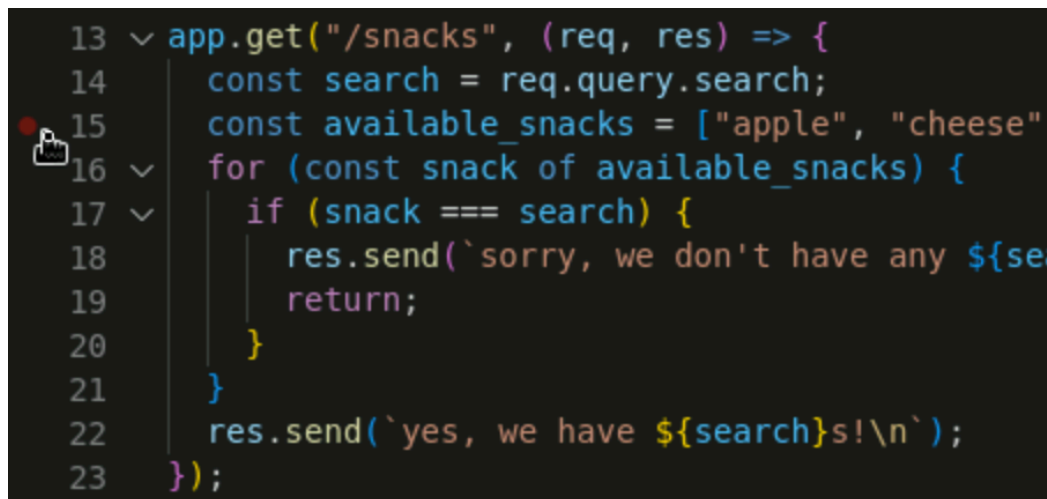 13 app.get("/snacks", (req, res) => {
14 const search = req.query.search;
15 const available_snacks = ["apple", "cheese"
16 for (const snack of available_snacks) {
17 if (snack === search) {
18 res.send(`sorry, we don't have any ${sea
19 return;
20 }
21 }
22 res.send(`yes, we have ${search}s!\n`);
23 });